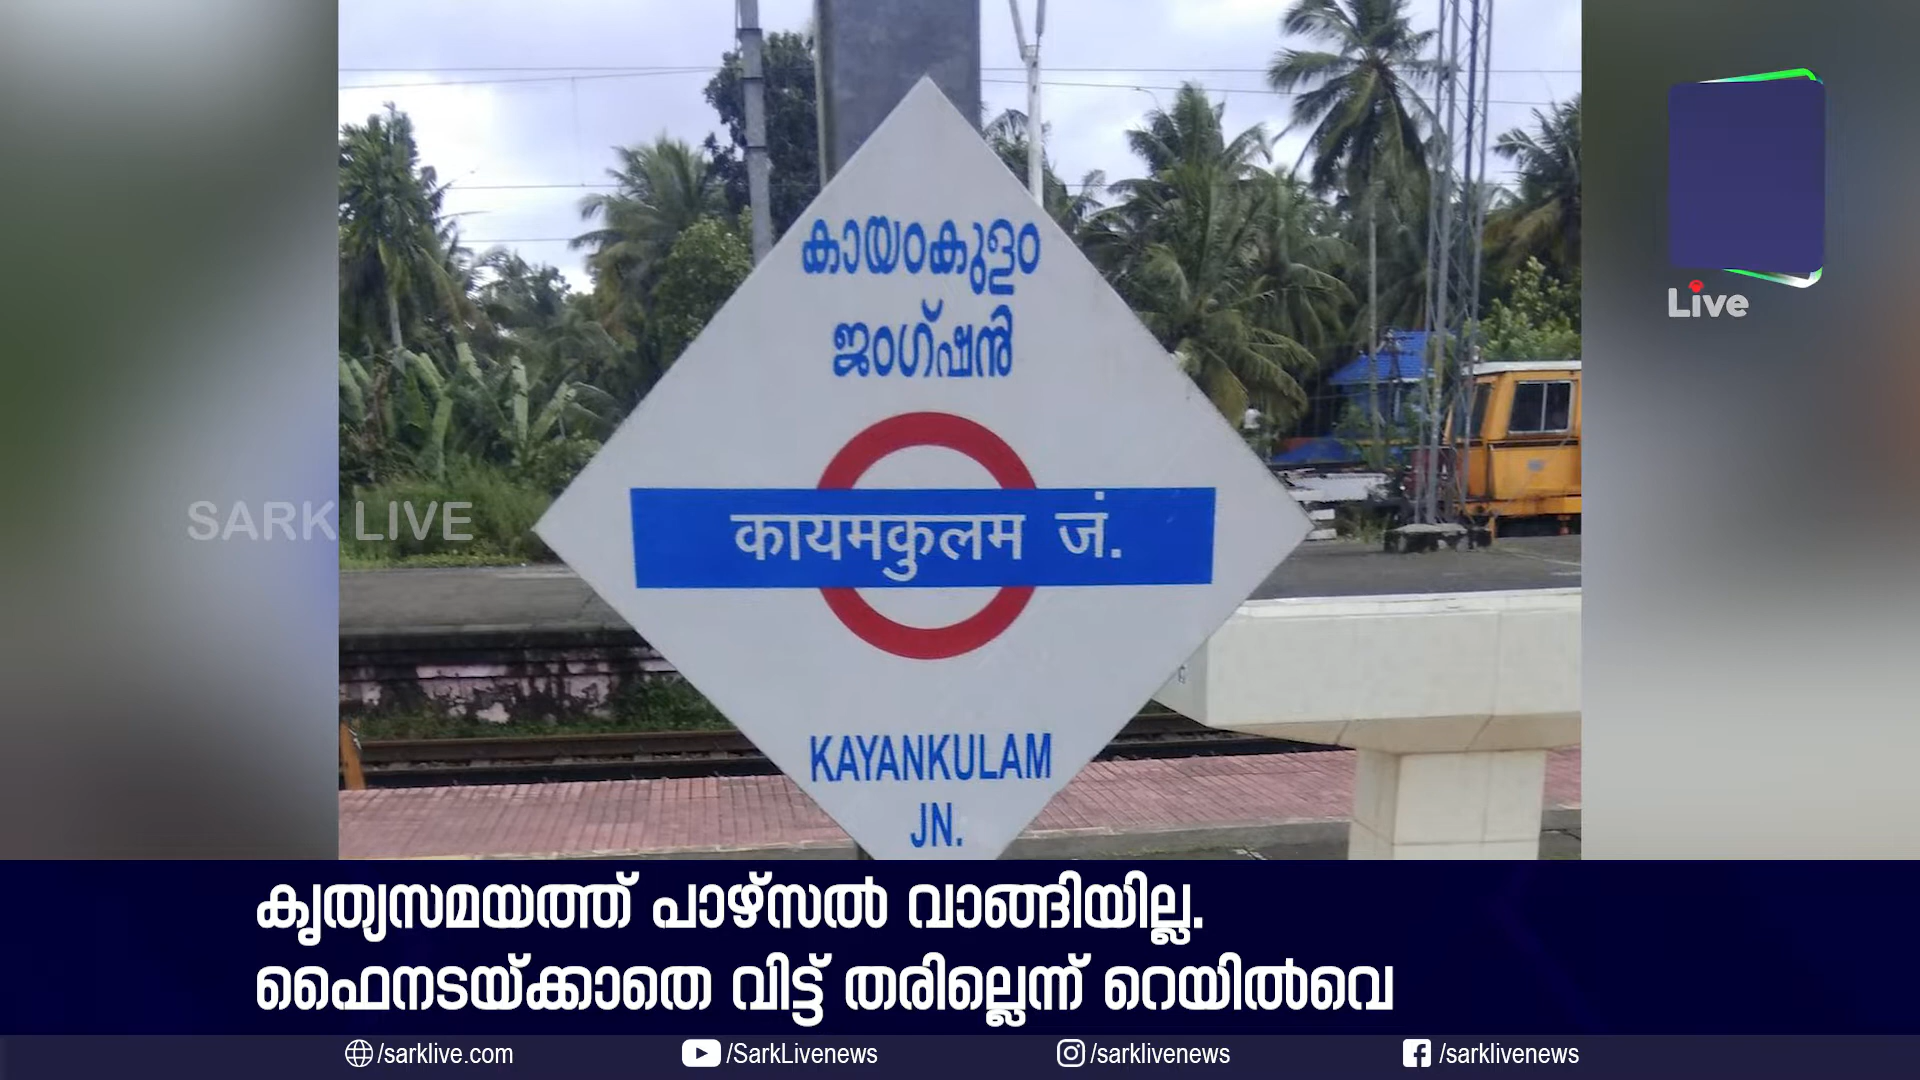 കായംകുളം
ജംഗ്ഷൻ
कायमकुलम जं.
KAYANKULAM
JN.
Live
SARK LIVE
കൃത്യസമയത്ത് പാഴ്സൽ വാങ്ങിയില്ല.
ഫൈനടയ്ക്കാതെ വിട്ട് തരില്ലെന്ന് റെയിൽവെ
/sarklive.com /SarkLivenews /sarklivenews /sarklivenews